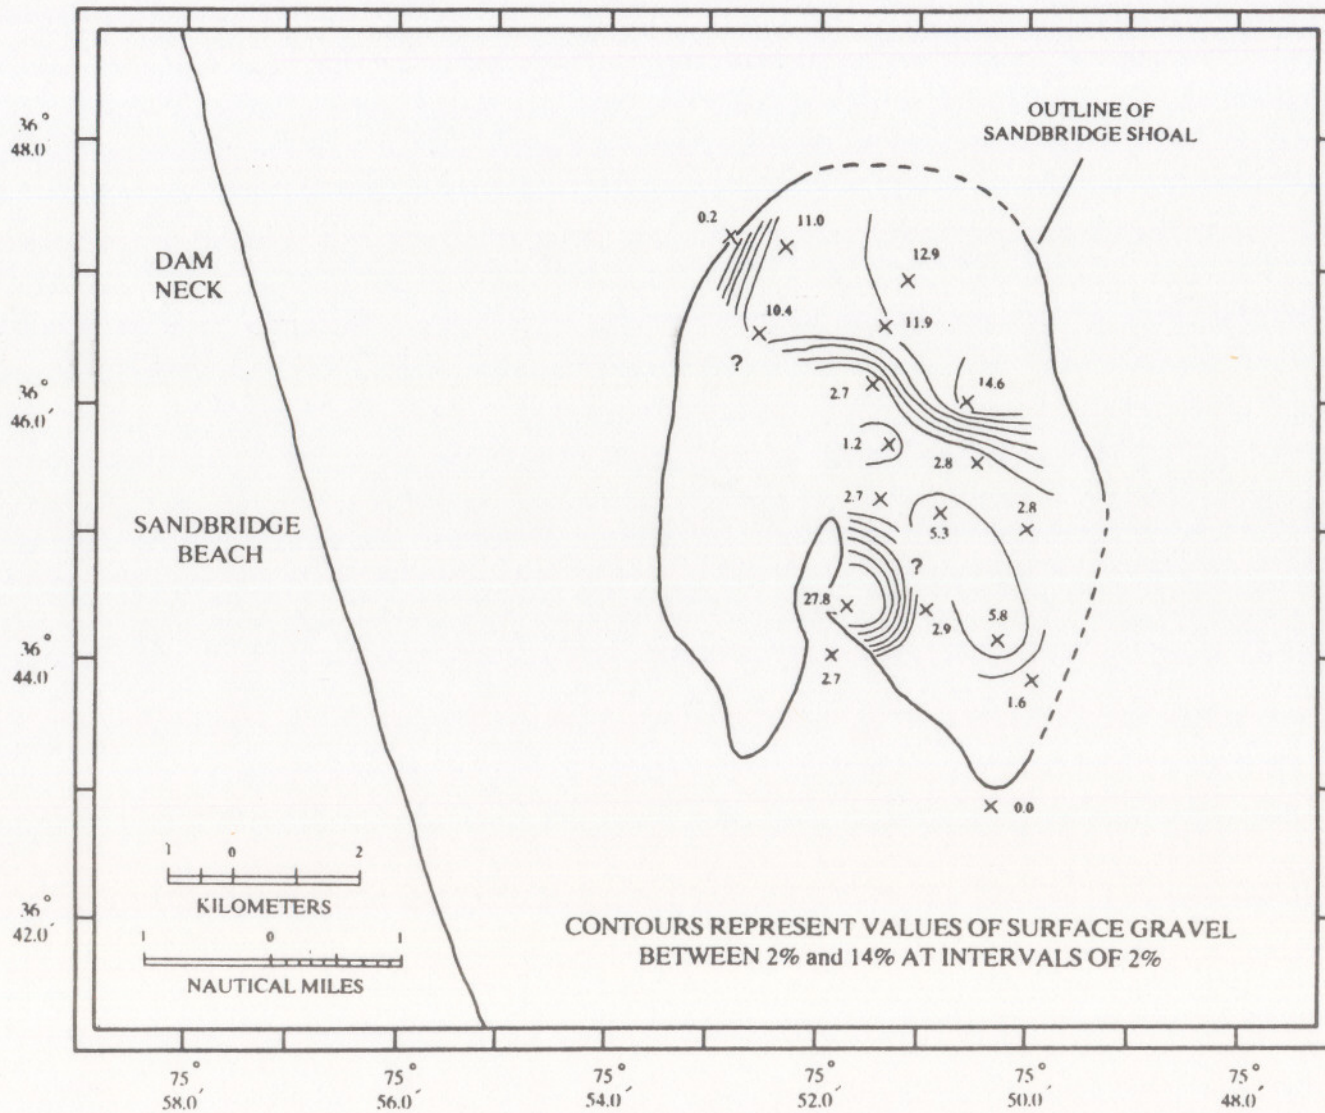 OUTLINE OF
SANDBRIDGE SHOAL
36°
48.0′
0.2
11.0
12.9
DAM
NECK
10.4
11.9
?
36°
46.0′
2.7
14.6
1.2
2.8
2.7
5.3
2.8
SANDBRIDGE
BEACH
?
27.8
2.9
5.8
36°
44.0′
2.7
1.6
0.0
1 0 2
KILOMETERS
36°
42.0′
1 0 1
NAUTICAL MILES
CONTOURS REPRESENT VALUES OF SURFACE GRAVEL
BETWEEN 2% and 14% AT INTERVALS OF 2%
75° 75° 75° 75° 75° 75°
58.0′ 56.0′ 54.0′ 52.0′ 50.0′ 48.0′